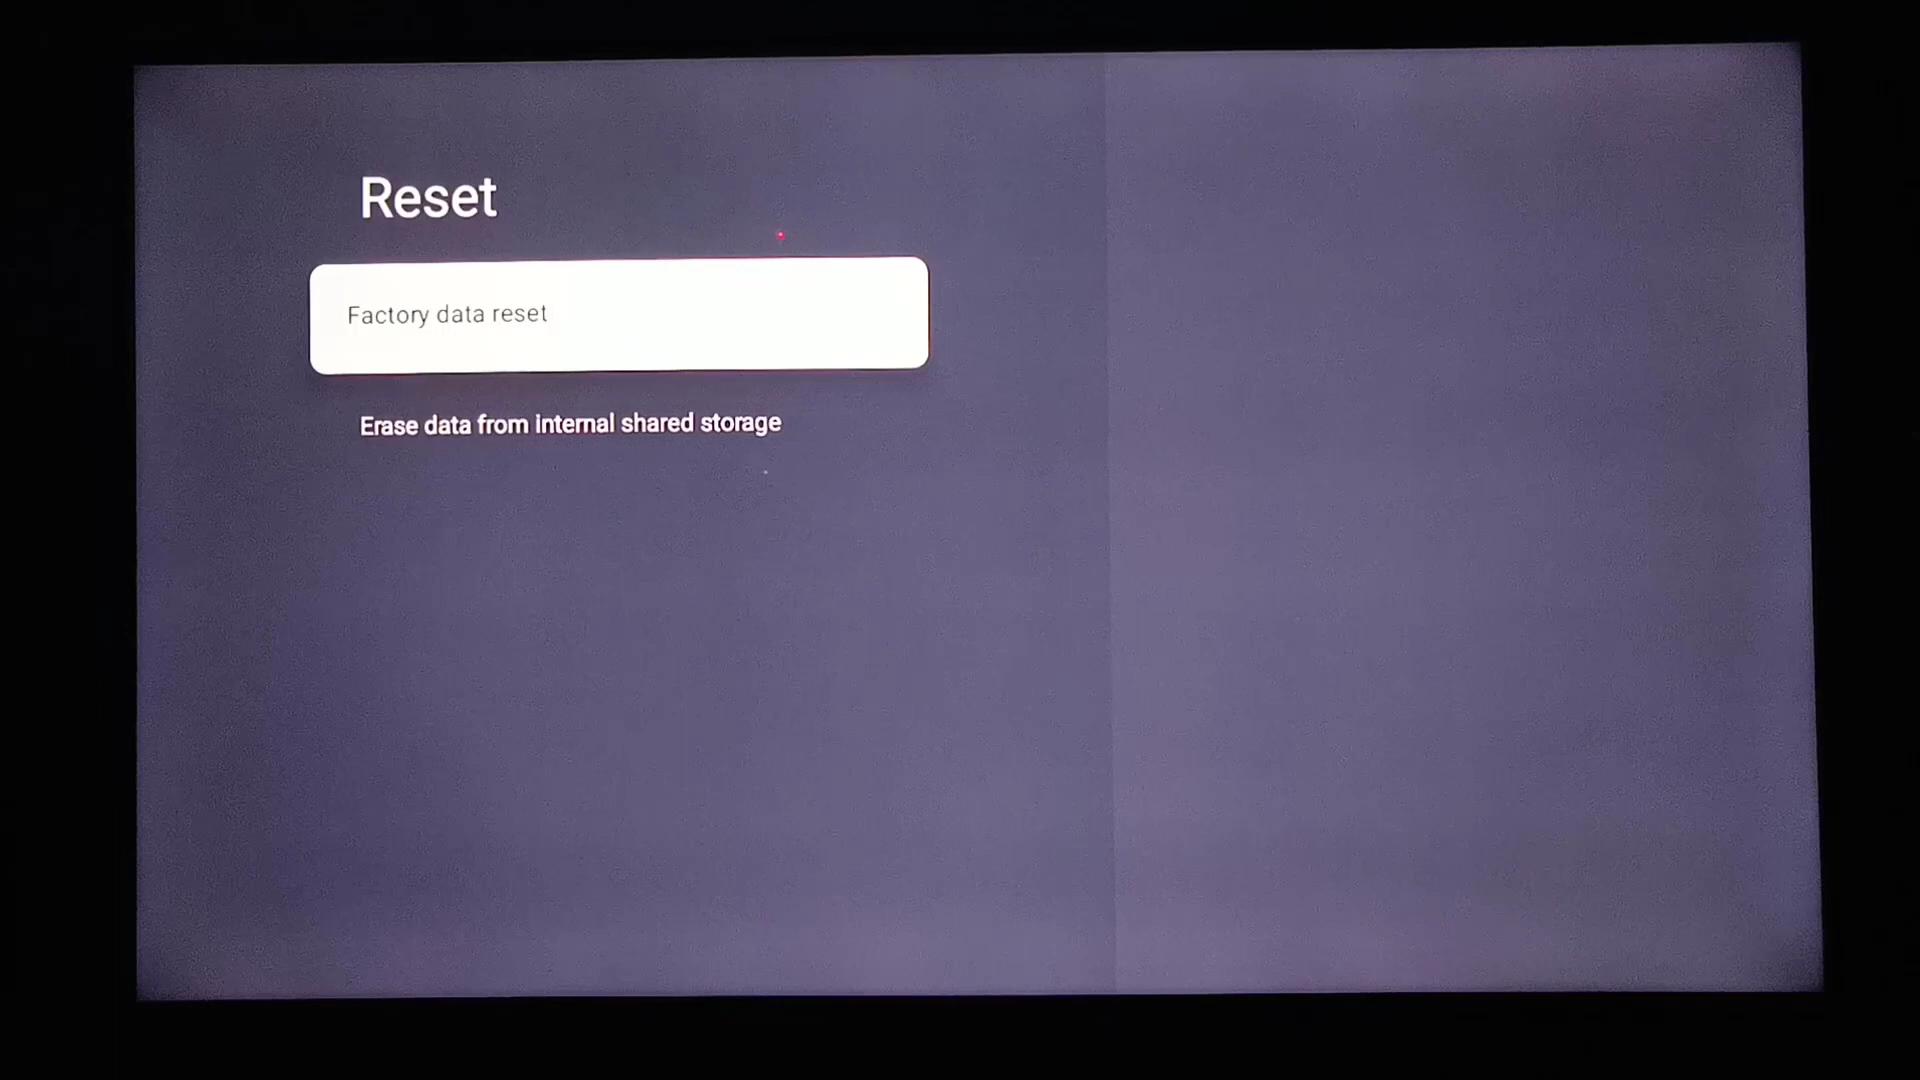 Reset
Factory data reset
Erase data from internal shared storage